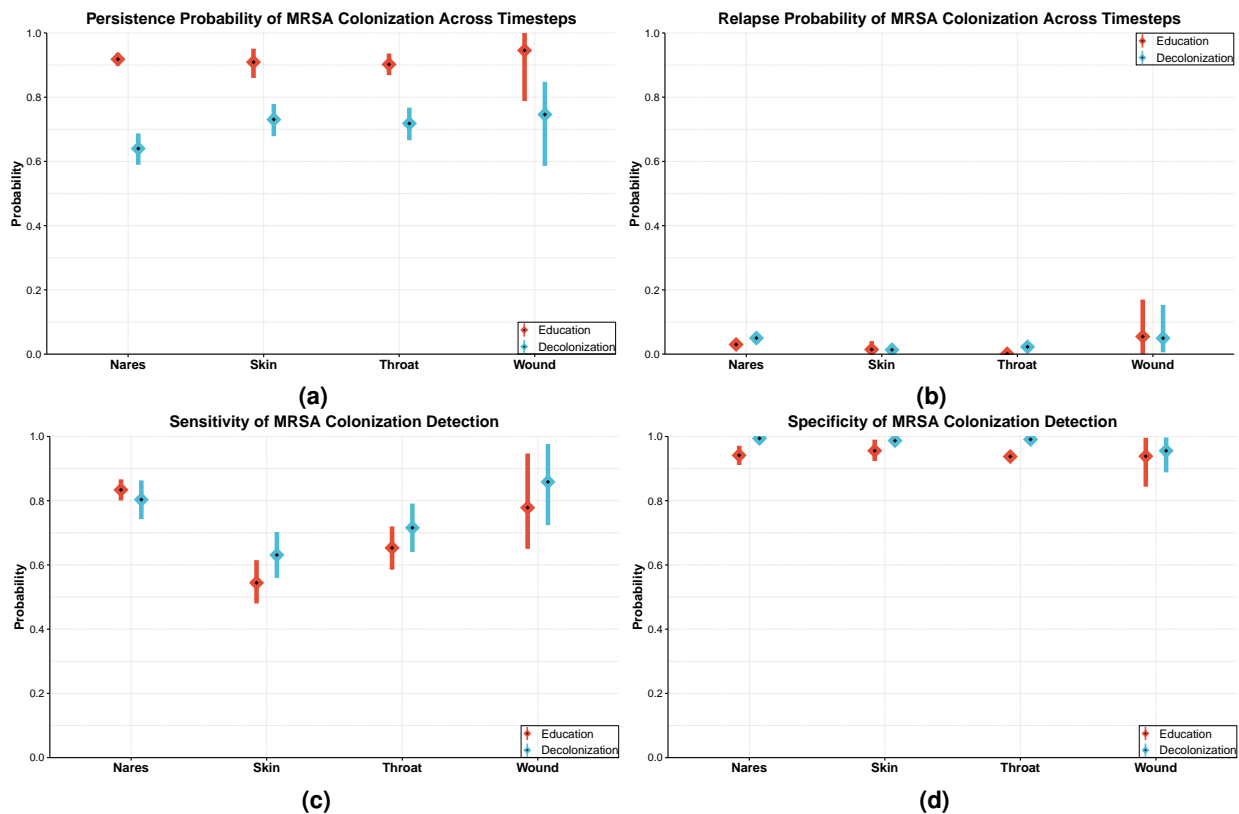 Persistence Probability of MRSA Colonization Across Timesteps
1.0
0.8
0.6
0.4
0.2
0.0
Probability
Nares Skin Throat Wound
Education
Decolonization
(a)
Relapse Probability of MRSA Colonization Across Timesteps
1.0
0.8
0.6
0.4
0.2
0.0
Probability
Nares Skin Throat Wound
Education
Decolonization
(b)
Sensitivity of MRSA Colonization Detection
1.0
0.8
0.6
0.4
0.2
0.0
Probability
Nares Skin Throat Wound
Education
Decolonization
(c)
Specificity of MRSA Colonization Detection
1.0
0.8
0.6
0.4
0.2
0.0
Probability
Nares Skin Throat Wound
Education
Decolonization
(d)